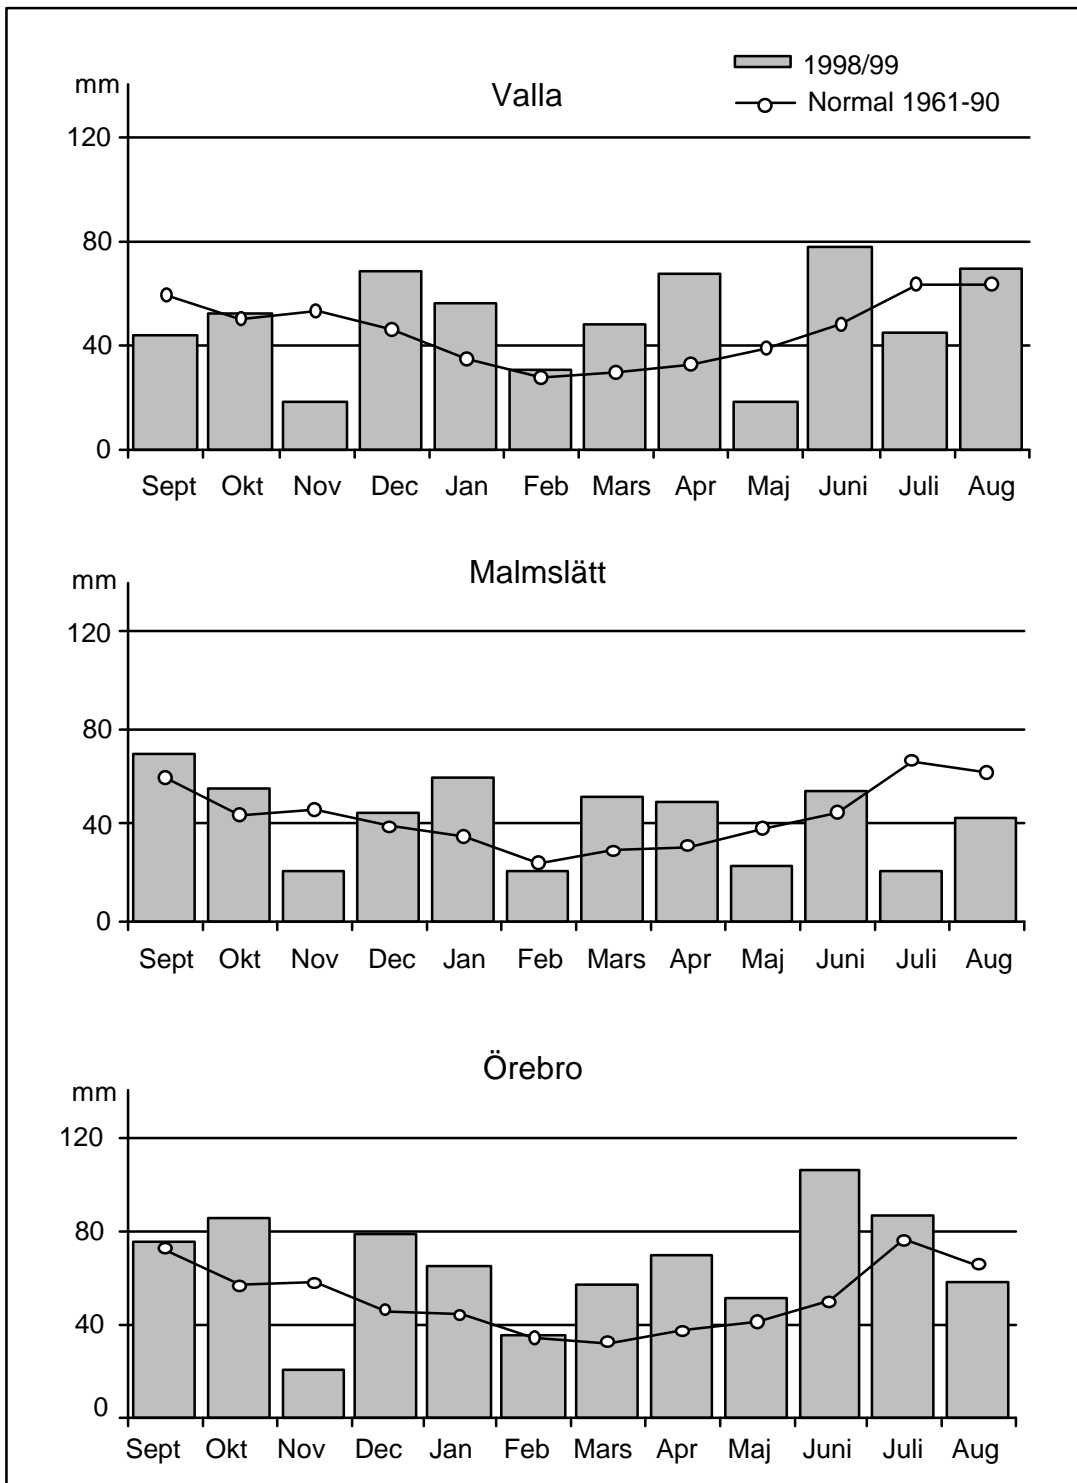 mm
Valla
1998/99
Normal 1961-90
120
80
40
0
Sept Okt Nov Dec Jan Feb Mars Apr Maj Juni Juli Aug
mm
Malmslätt
120
80
40
0
Sept Okt Nov Dec Jan Feb Mars Apr Maj Juni Juli Aug
mm
Örebro
120
80
40
0
Sept Okt Nov Dec Jan Feb Mars Apr Maj Juni Juli Aug